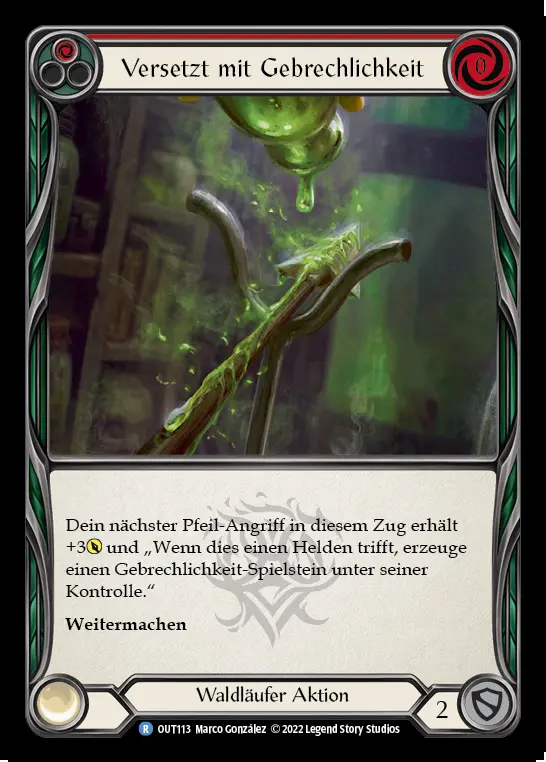 Versetzt mit Gebrechlichkeit
0
Dein nächster Pfeil-Angriff in diesem Zug erhält
+3 und „Wenn dies einen Helden trifft, erzeuge
einen Gebrechlichkeit-Spielstein unter seiner
Kontrolle.“
Weitermachen
Waldläufer Aktion
2
R OUT113 Marco González © 2022 Legend Story Studios